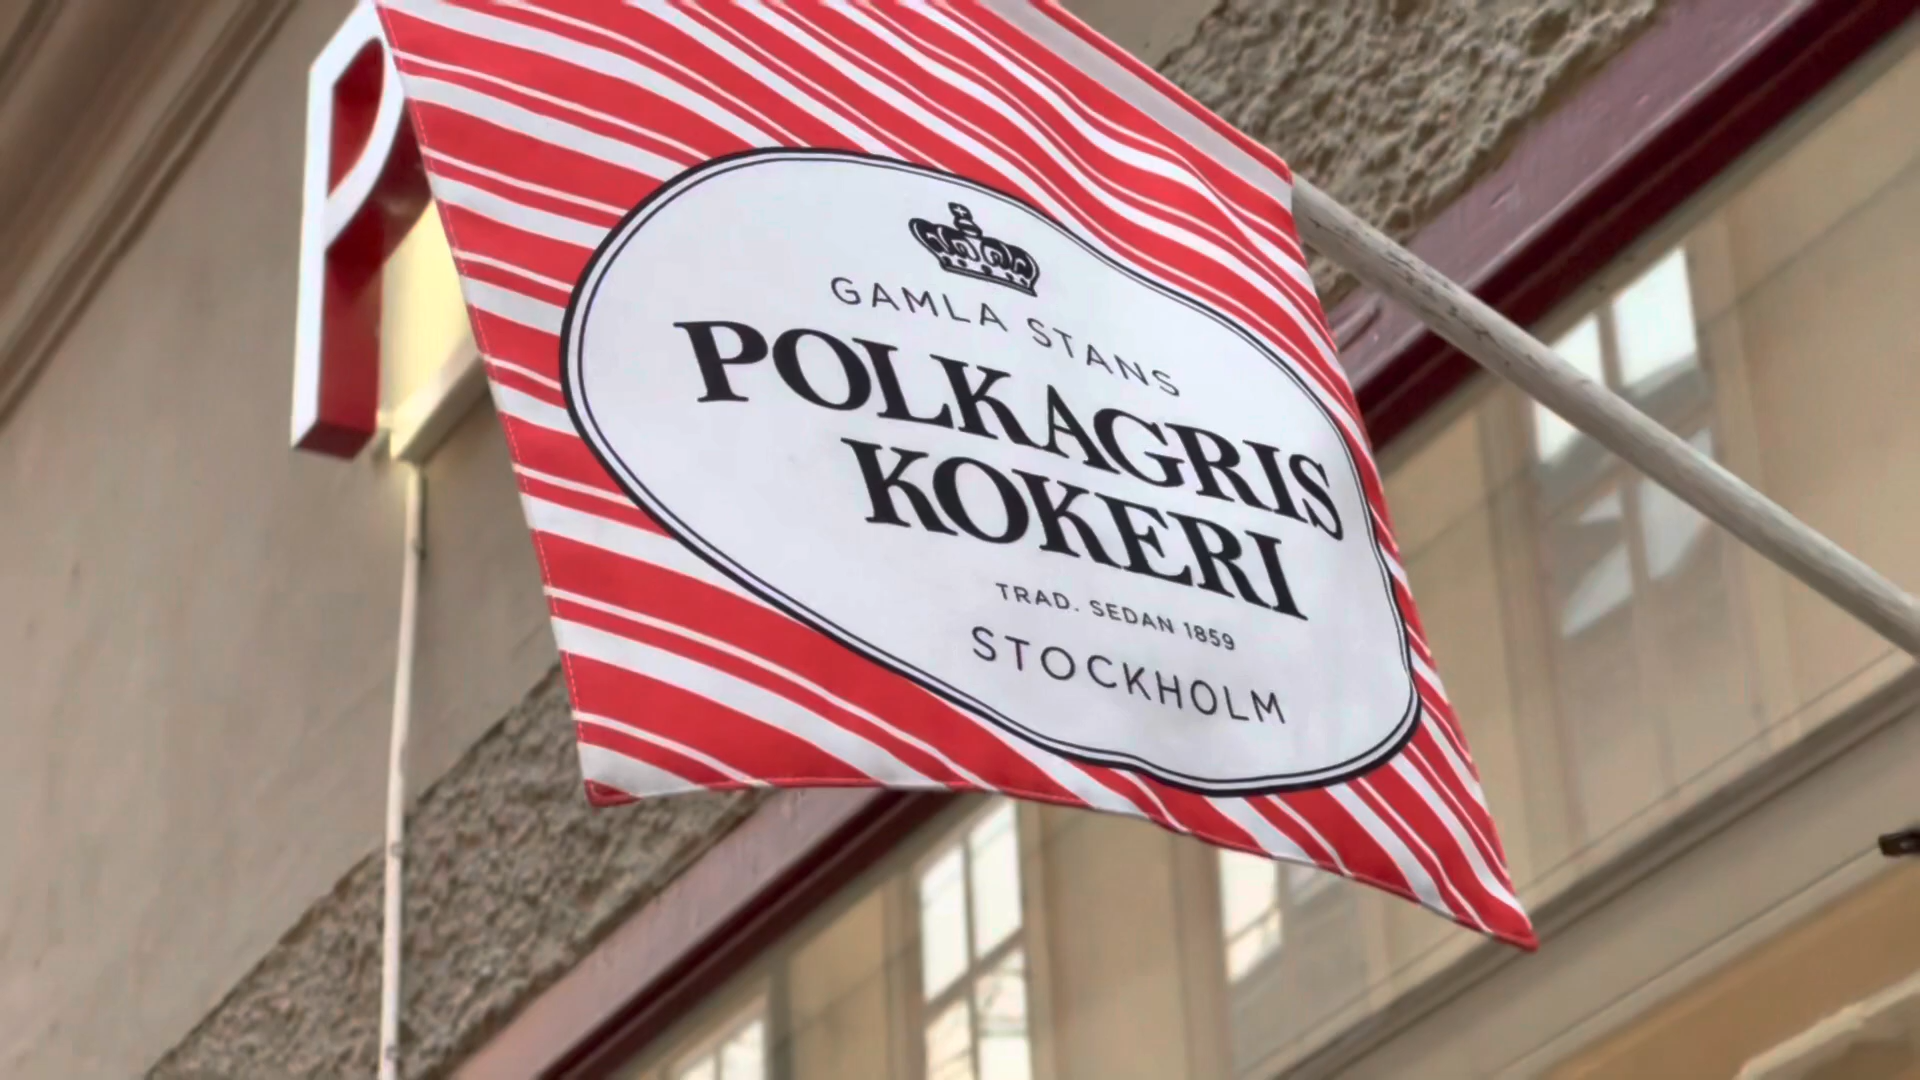 P
GAMLA STANS
POLKAGRIS
KOKERI
TRAD. SEDAN 1859
STOCKHOLM